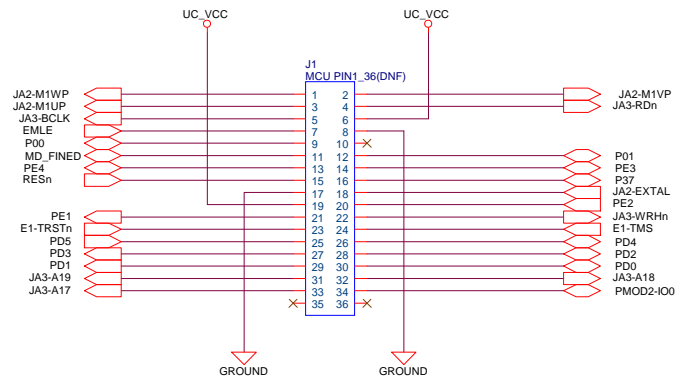 UC_VCC UC_VCC
J1
MCU PIN1_36(DNF)
JA2-M1WP 1 2 JA2-M1VP
JA2-M1UP 3 4 JA3-RDn
JA3-BCLK 5 6
EMLE 7 8
P00 9 10
MD_FINED 11 12 P01
PE4 13 14 PE3
RESn 15 16 P37
17 18 JA2-EXTAL
19 20 PE2
PE1 21 22 JA3-WRHn
E1-TRSTn 23 24 E1-TMS
PD5 25 26 PD4
PD3 27 28 PD2
PD1 29 30 PD0
JA3-A19 31 32 JA3-A18
JA3-A17 33 34 PMOD2-IO0
35 36
GROUND GROUND